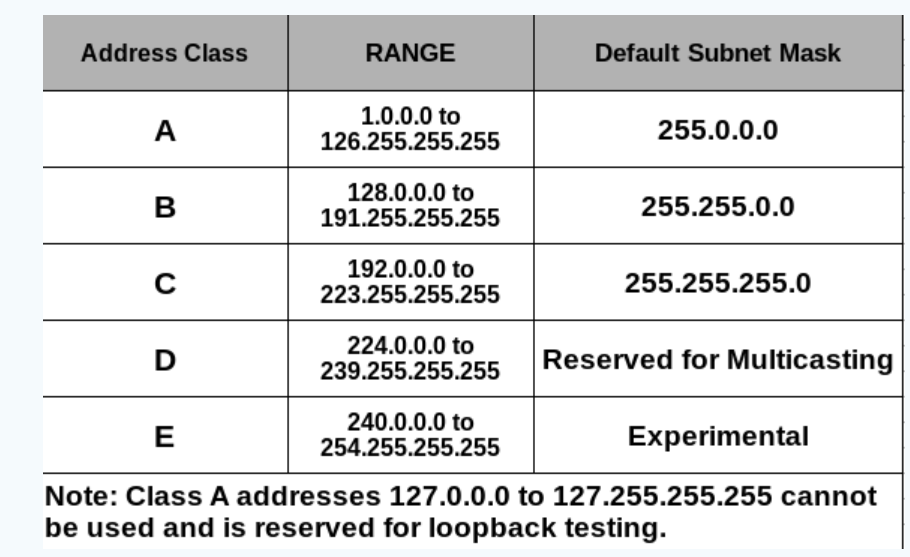 Address Class RANGE Default Subnet Mask
A 1.0.0.0 to
126.255.255.255 255.0.0.0
B 128.0.0.0 to
191.255.255.255 255.255.0.0
C 192.0.0.0 to
223.255.255.255 255.255.255.0
D 224.0.0.0 to
239.255.255.255 Reserved for Multicasting
E 240.0.0.0 to
254.255.255.255 Experimental
Note: Class A addresses 127.0.0.0 to 127.255.255.255 cannot
be used and is reserved for loopback testing.